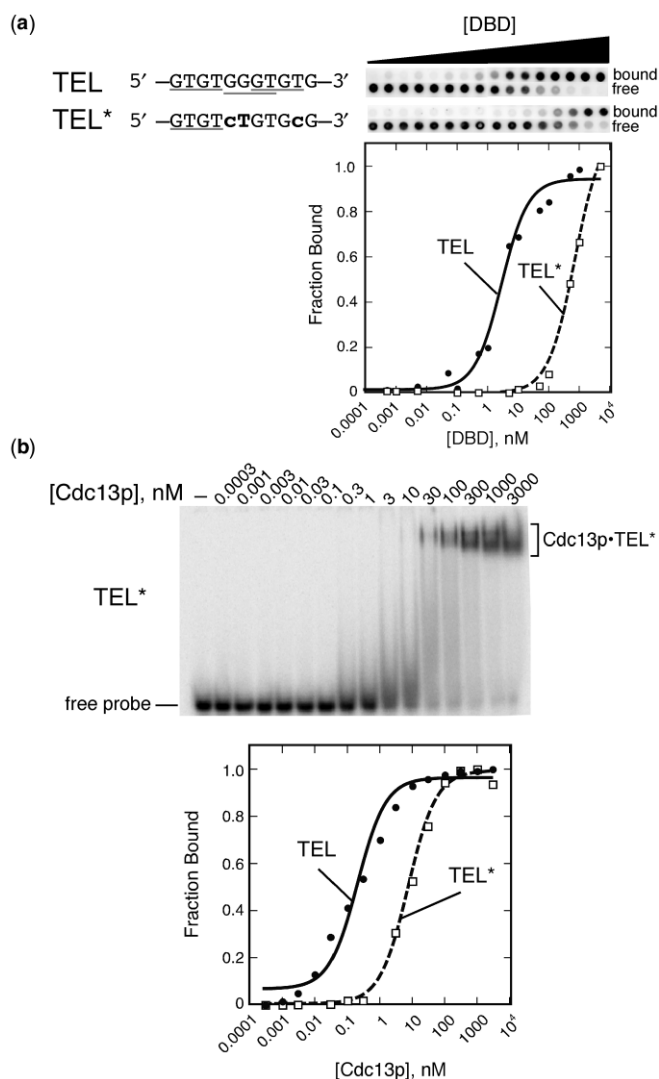 (a)
[DBD]
TEL 5′ —GTGTGGGTGTG—3′
bound
free
TEL* 5′ —GTGTcTGTGcG—3′
bound
free
Fraction Bound
1.0
0.8
0.6
0.4
0.2
0
TEL
TEL*
0.0001 0.001 0.01 0.1 1 10 100 1000 10⁴
[DBD], nM
(b)
[Cdc13p], nM – 0.0003 0.001 0.003 0.01 0.03 0.1 0.3 1 3 10 30 100 300 1000 3000
Cdc13p•TEL*
TEL*
free probe
Fraction Bound
1.0
0.8
0.6
0.4
0.2
0
TEL
TEL*
0.0001 0.001 0.01 0.1 1 10 100 1000 10⁴
[Cdc13p], nM